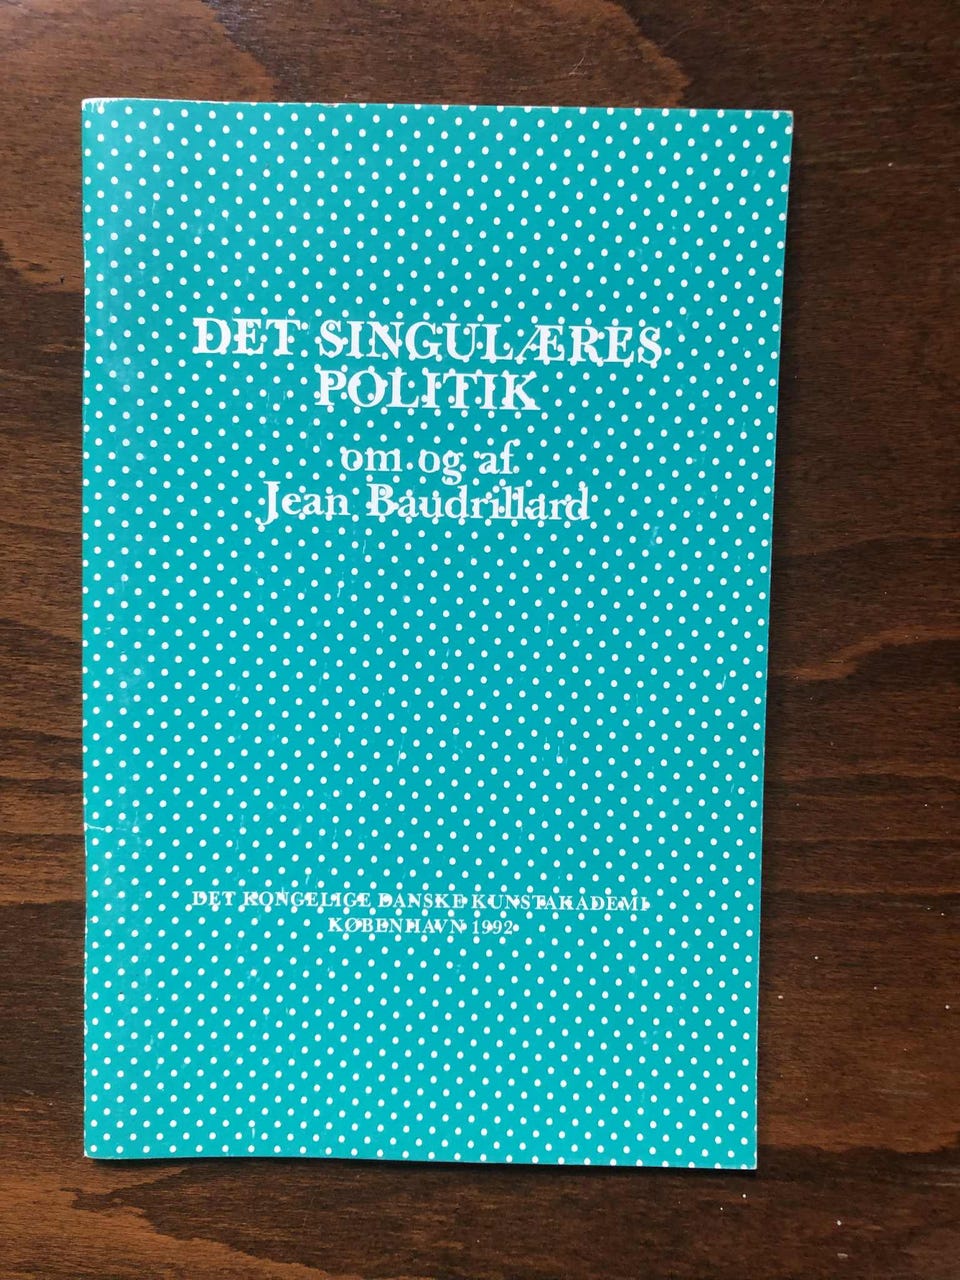 DET SINGULÆRES
POLITIK
om og af
Jean Baudrillard
DET KONGELIGE DANSKE KUNSTAKADEMI
KØBENHAVN 1992